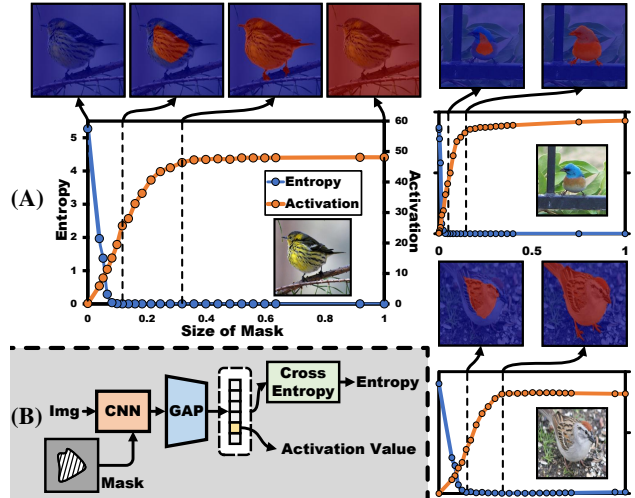 (A)
Entropy
5
4
3
2
1
0
60
50
40
30
20
10
0
Activation
Entropy
Activation
0 0.2 0.4 0.6 0.8 1
Size of Mask
0 0.5 1
(B)
Img
CNN
GAP
Cross
Entropy
Entropy
Activation Value
Mask